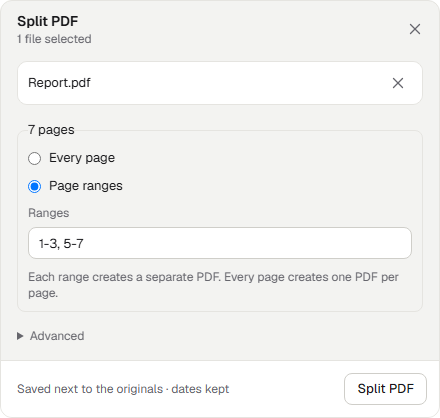 Split PDF
1 file selected
Report.pdf
7 pages
Every page
Page ranges
Ranges
1-3, 5-7
Each range creates a separate PDF. Every page creates one PDF per
page.
Advanced
Saved next to the originals · dates kept
Split PDF